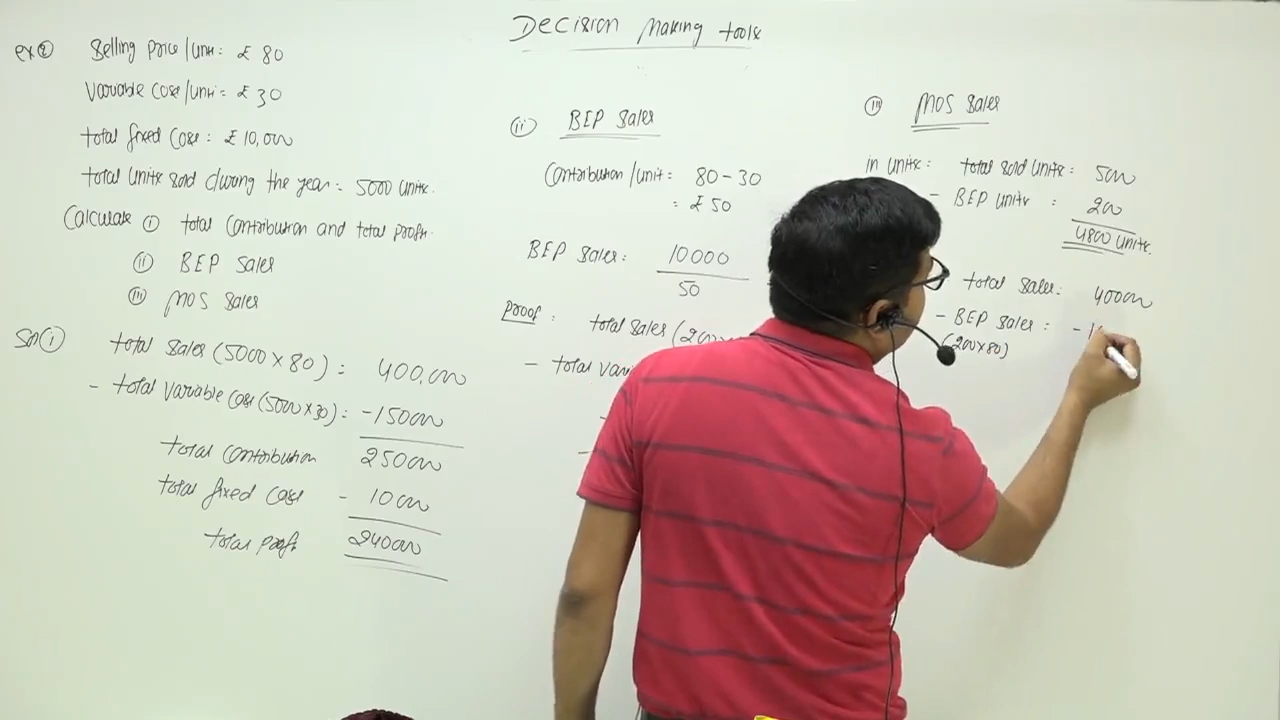 Decision Making tools
ex②
Selling price/unit: £ 80
Variable cost/unit = £ 30
total fixed cost: £ 10,000
total units sold during the year = 5000 units.
Calculate ⓘ total contribution and total profit.
ⓘⓘ BEP sales
ⓘⓘⓘ MOS sales
Solⓘ
total sales (5000 x 80) : 400,000
- total variable cost (5000 x 30) : -150000
total contribution 250000
total fixed cost - 10000
total profit 240000
ii) BEP sales
Contribution/unit: 80 - 30
: £ 50
BEP sales: 10000
50
Proof: total sales (200
- total vari
-
-
iii MOS sales
in units: total sold units: 5000
- BEP units : 200
4800 units.
total sales: 400000
- BEP sales : - 1
(200 x 80)